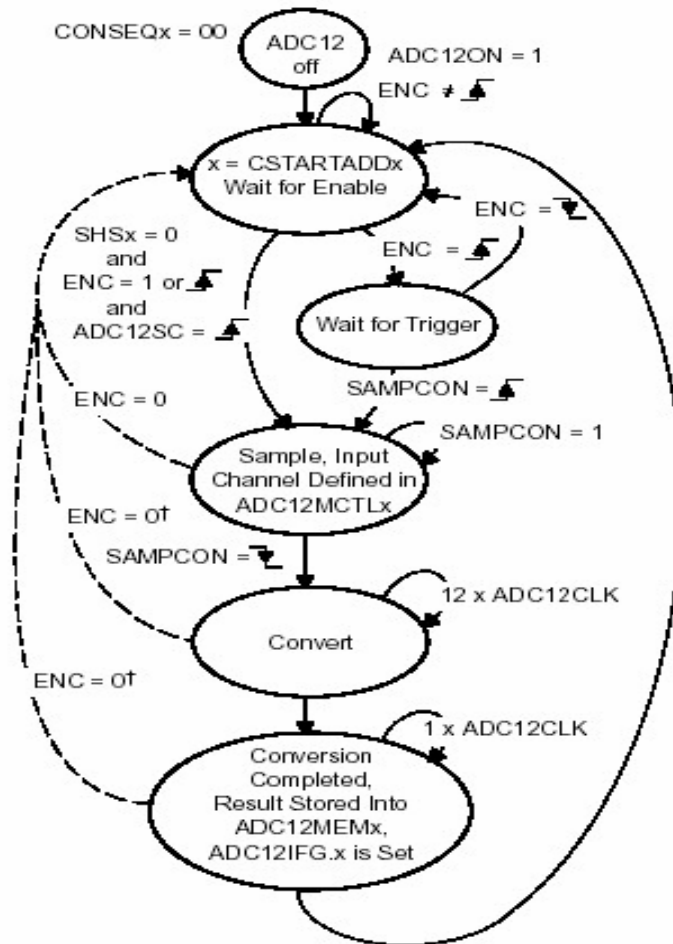 CONSEQx = 00
ADC12
off
ADC12ON = 1
ENC ≠
x = CSTARTADDx
Wait for Enable
SHSx = 0
and
ENC = 1 or
and
ADC12SC =
ENC =
ENC =
Wait for Trigger
SAMPCON =
ENC = 0
SAMPCON = 1
Sample, Input
Channel Defined in
ADC12MCTLx
ENC = 0†
SAMPCON =
12 x ADC12CLK
Convert
ENC = 0†
1 x ADC12CLK
Conversion
Completed,
Result Stored Into
ADC12MEMx,
ADC12IFG.x is Set